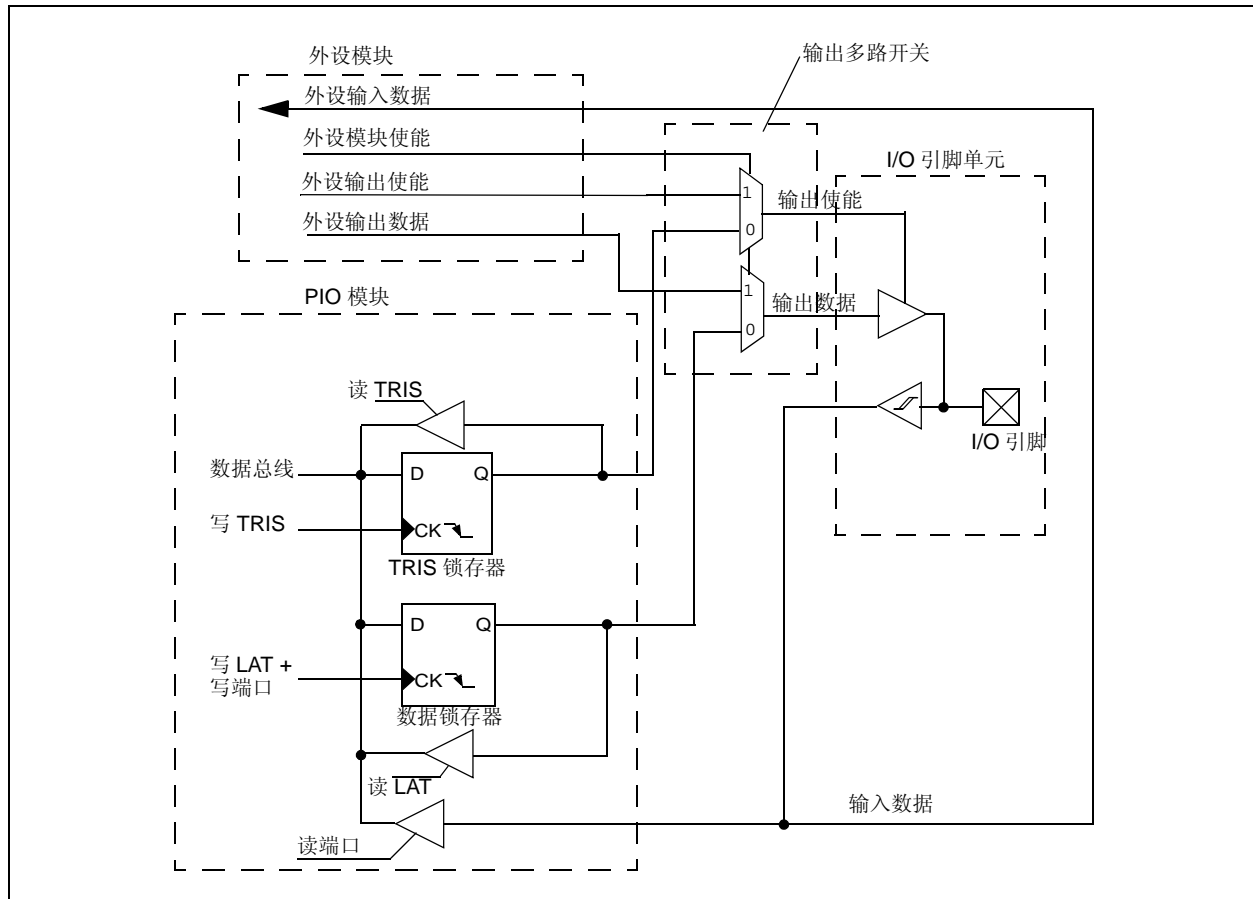 外设模块
输出多路开关
外设输入数据
外设模块使能
I/O 引脚单元
外设输出使能
1
输出使能
外设输出数据
0
PIO 模块
1
输出数据
0
读 TRIS
I/O 引脚
数据总线
D
Q
写 TRIS
CK
TRIS 锁存器
D
Q
写 LAT +
写端口
CK
数据锁存器
读 LAT
输入数据
读端口